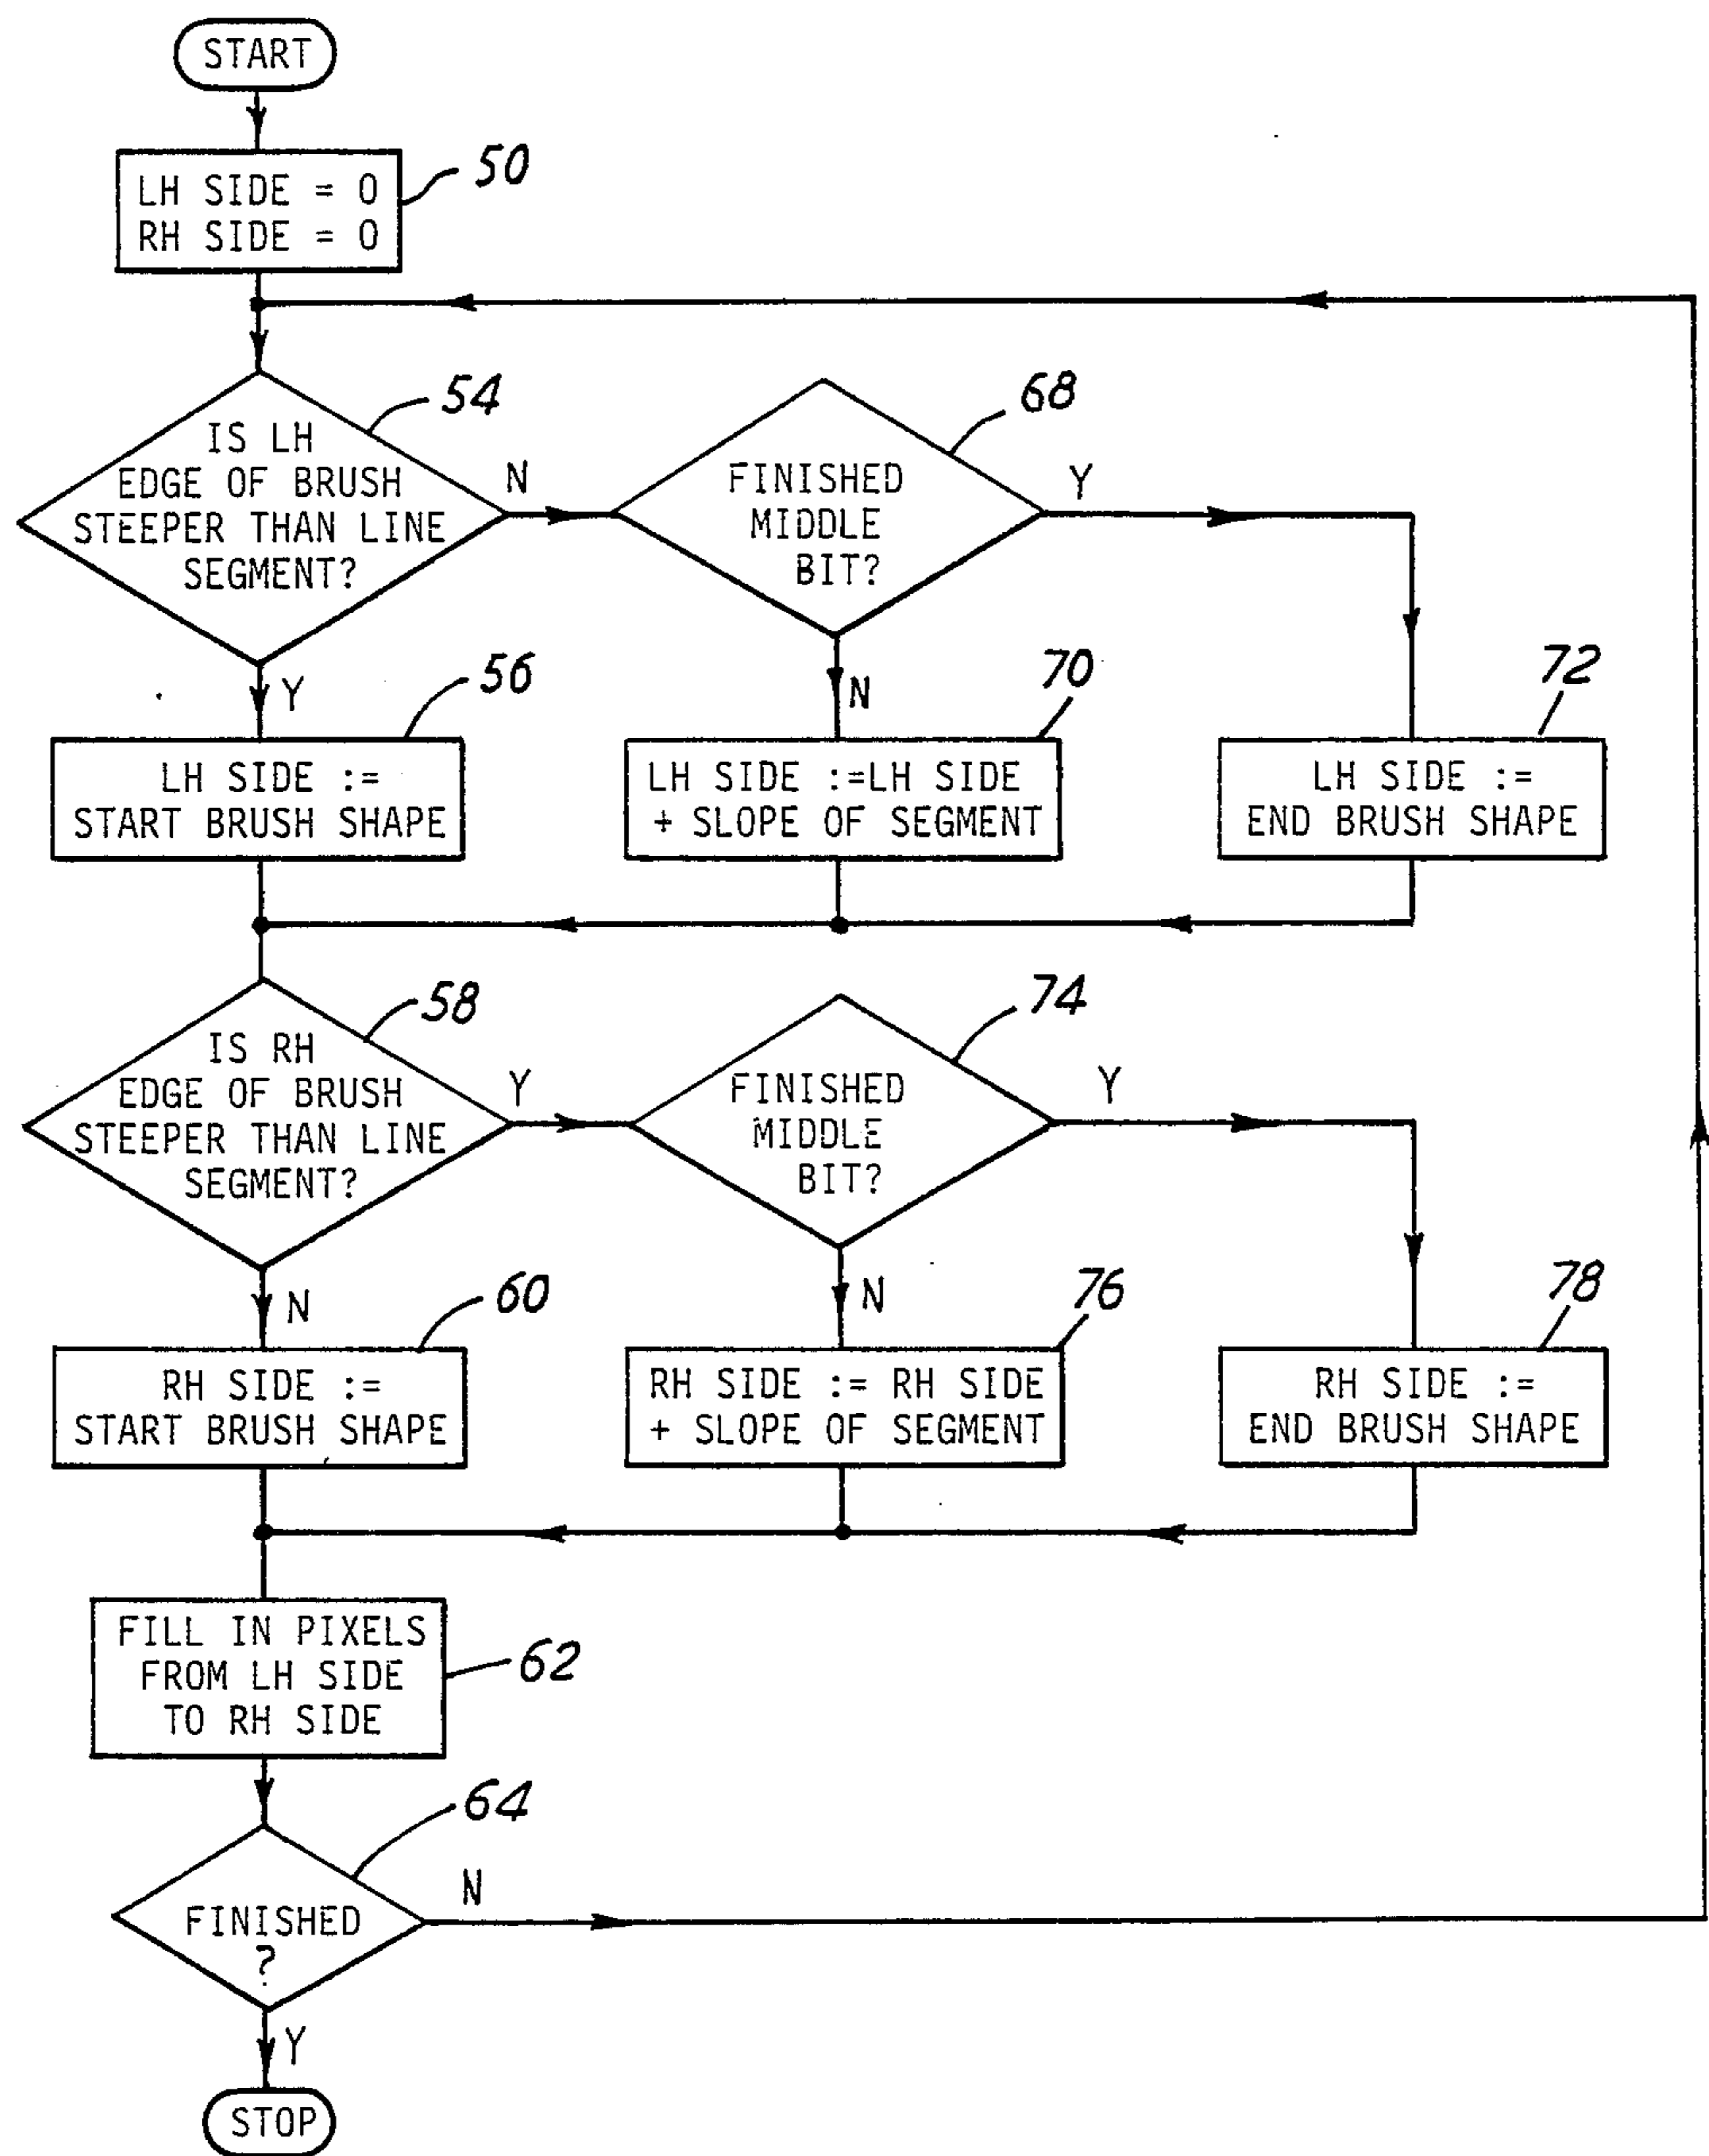 START
50
LH SIDE = 0
RH SIDE = 0
54
IS LH
EDGE OF BRUSH
STEEPER THAN LINE
SEGMENT?
N
68
FINISHED
MIDDLE
BIT?
Y
Y
56
LH SIDE :=
START BRUSH SHAPE
N
70
LH SIDE :=LH SIDE
+ SLOPE OF SEGMENT
72
LH SIDE :=
END BRUSH SHAPE
58
IS RH
EDGE OF BRUSH
STEEPER THAN LINE
SEGMENT?
Y
74
FINISHED
MIDDLE
BIT?
Y
N
60
RH SIDE :=
START BRUSH SHAPE
N
76
RH SIDE := RH SIDE
+ SLOPE OF SEGMENT
78
RH SIDE :=
END BRUSH SHAPE
FILL IN PIXELS
FROM LH SIDE
TO RH SIDE
62
64
FINISHED
?
N
Y
STOP